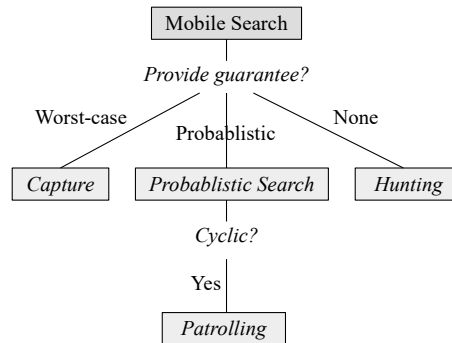 Mobile Search
Provide guarantee?
Worst-case
Probablistic
None
Capture
Probablistic Search
Hunting
Cyclic?
Yes
Patrolling